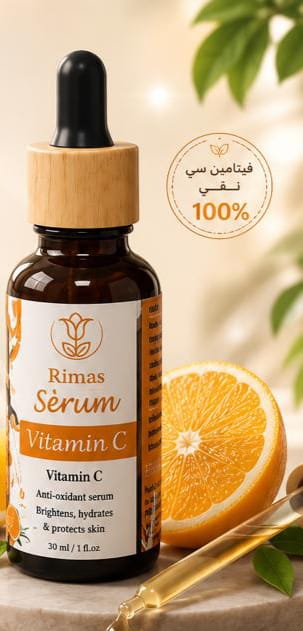 فيتامين سي
نقي
100%
Rimas
Sèrum
Vitamin C
Vitamin C
Anti-oxidant serum
Brightens, hydrates
& protects skin
30 ml / 1 fl.oz